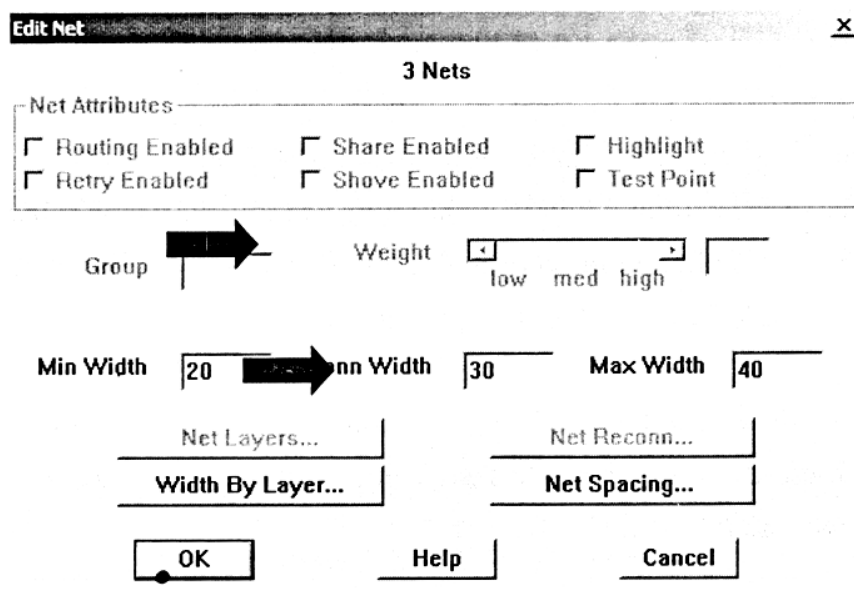 Edit Net
3 Nets
Net Attributes
Routing Enabled Share Enabled Highlight
Retry Enabled Shove Enabled Test Point
Group Weight
low med high
Min Width 20 nn Width 30 Max Width 40
Net Layers... Net Reconn...
Width By Layer... Net Spacing...
OK Help Cancel